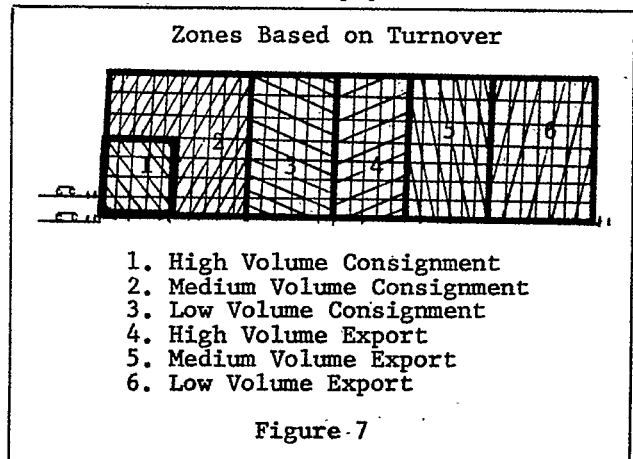 Zones Based on Turnover
1 2 3 4 5 6
1. High Volume Consignment
2. Medium Volume Consignment
3. Low Volume Consignment
4. High Volume Export
5. Medium Volume Export
6. Low Volume Export
Figure 7